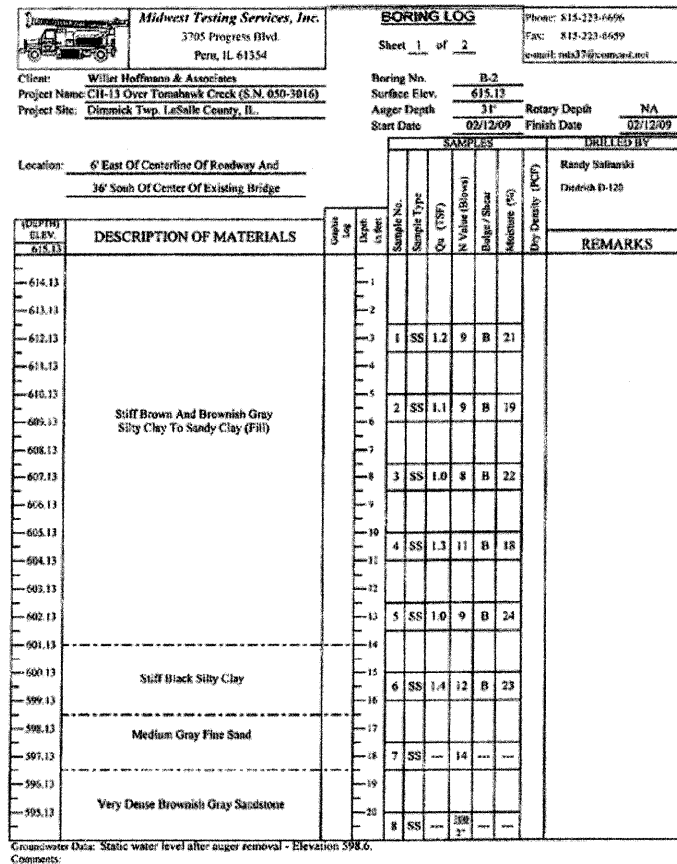 Midwest Testing Services, Inc.
3705 Progress Blvd.
Peru, IL 61354
BORING LOG
Sheet 1 of 2
Phone: 815-223-6696
Fax: 815-223-6659
e-mail:
Client: Willet Hoffmann & Associates
Project Name: CH-13 Over Tomahawk Creek (S.N. 050-3016)
Project Site: Dimmick Twp. LaSalle County, IL.
Boring No. B-2
Surface Elev. 615.13
Auger Depth 31' Rotary Depth NA
Start Date 02/12/09 Finish Date 02/12/09
Location: 6' East Of Centerline Of Roadway And
36' South Of Center Of Existing Bridge
SAMPLES
DRILLED BY
Randy
Diedrich D-120
REMARKS
(DEPTH)
ELEV.
615.13
DESCRIPTION OF MATERIALS
Graphic Log
Depth in feet
Sample No.
Sample Type
Qu (TSF)
N Value (Blows)
Bulge / Shear
Moisture (%)
Dry Density (PCF)
614.13 1
613.13 2
612.13 3 1 SS 1.2 9 B 21
611.13 4
610.13 5
Stiff Brown And Brownish Gray
Silty Clay To Sandy Clay (Fill)
2 SS 1.1 9 B 19
609.13 6
608.13 7
607.13 8 3 SS 1.0 8 B 22
606.13 9
605.13 10
4 SS 1.3 11 B 18
604.13 11
603.13 12
602.13 13 5 SS 1.0 9 B 24
601.13 14
600.13 15
Stiff Black Silty Clay
6 SS 1.4 12 B 23
599.13 16
598.13 17
Medium Gray Fine Sand
597.13 18 7 SS --- 14 --- ---
596.13 19
Very Dense Brownish Gray Sandstone
595.13 20
8 SS --- 2" --- ---
Groundwater Data: Static water level after auger removal - Elevation 598.6.
Comments: